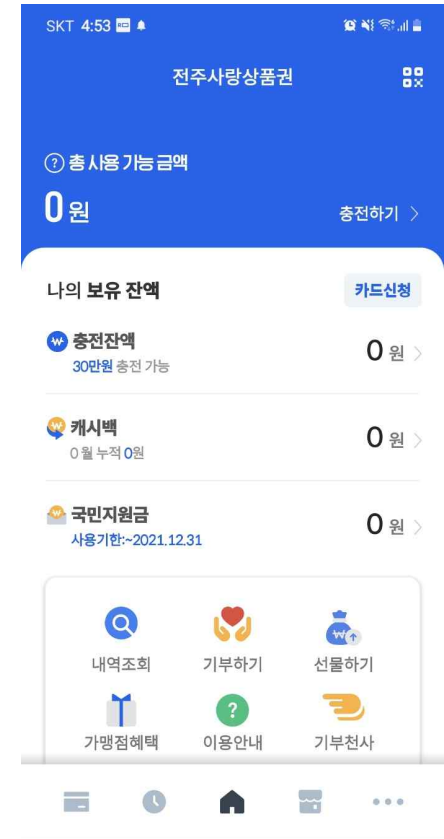 SKT 4:53
전주사랑상품권
총 사용 가능 금액
0원
충전하기
나의 보유 잔액
카드신청
충전잔액
0 원
30만원 충전 가능
캐시백
0 원
0월 누적 0원
국민지원금
0 원
사용기한:~2021.12.31
내역조회 기부하기 선물하기
가맹점혜택 이용안내 기부천사